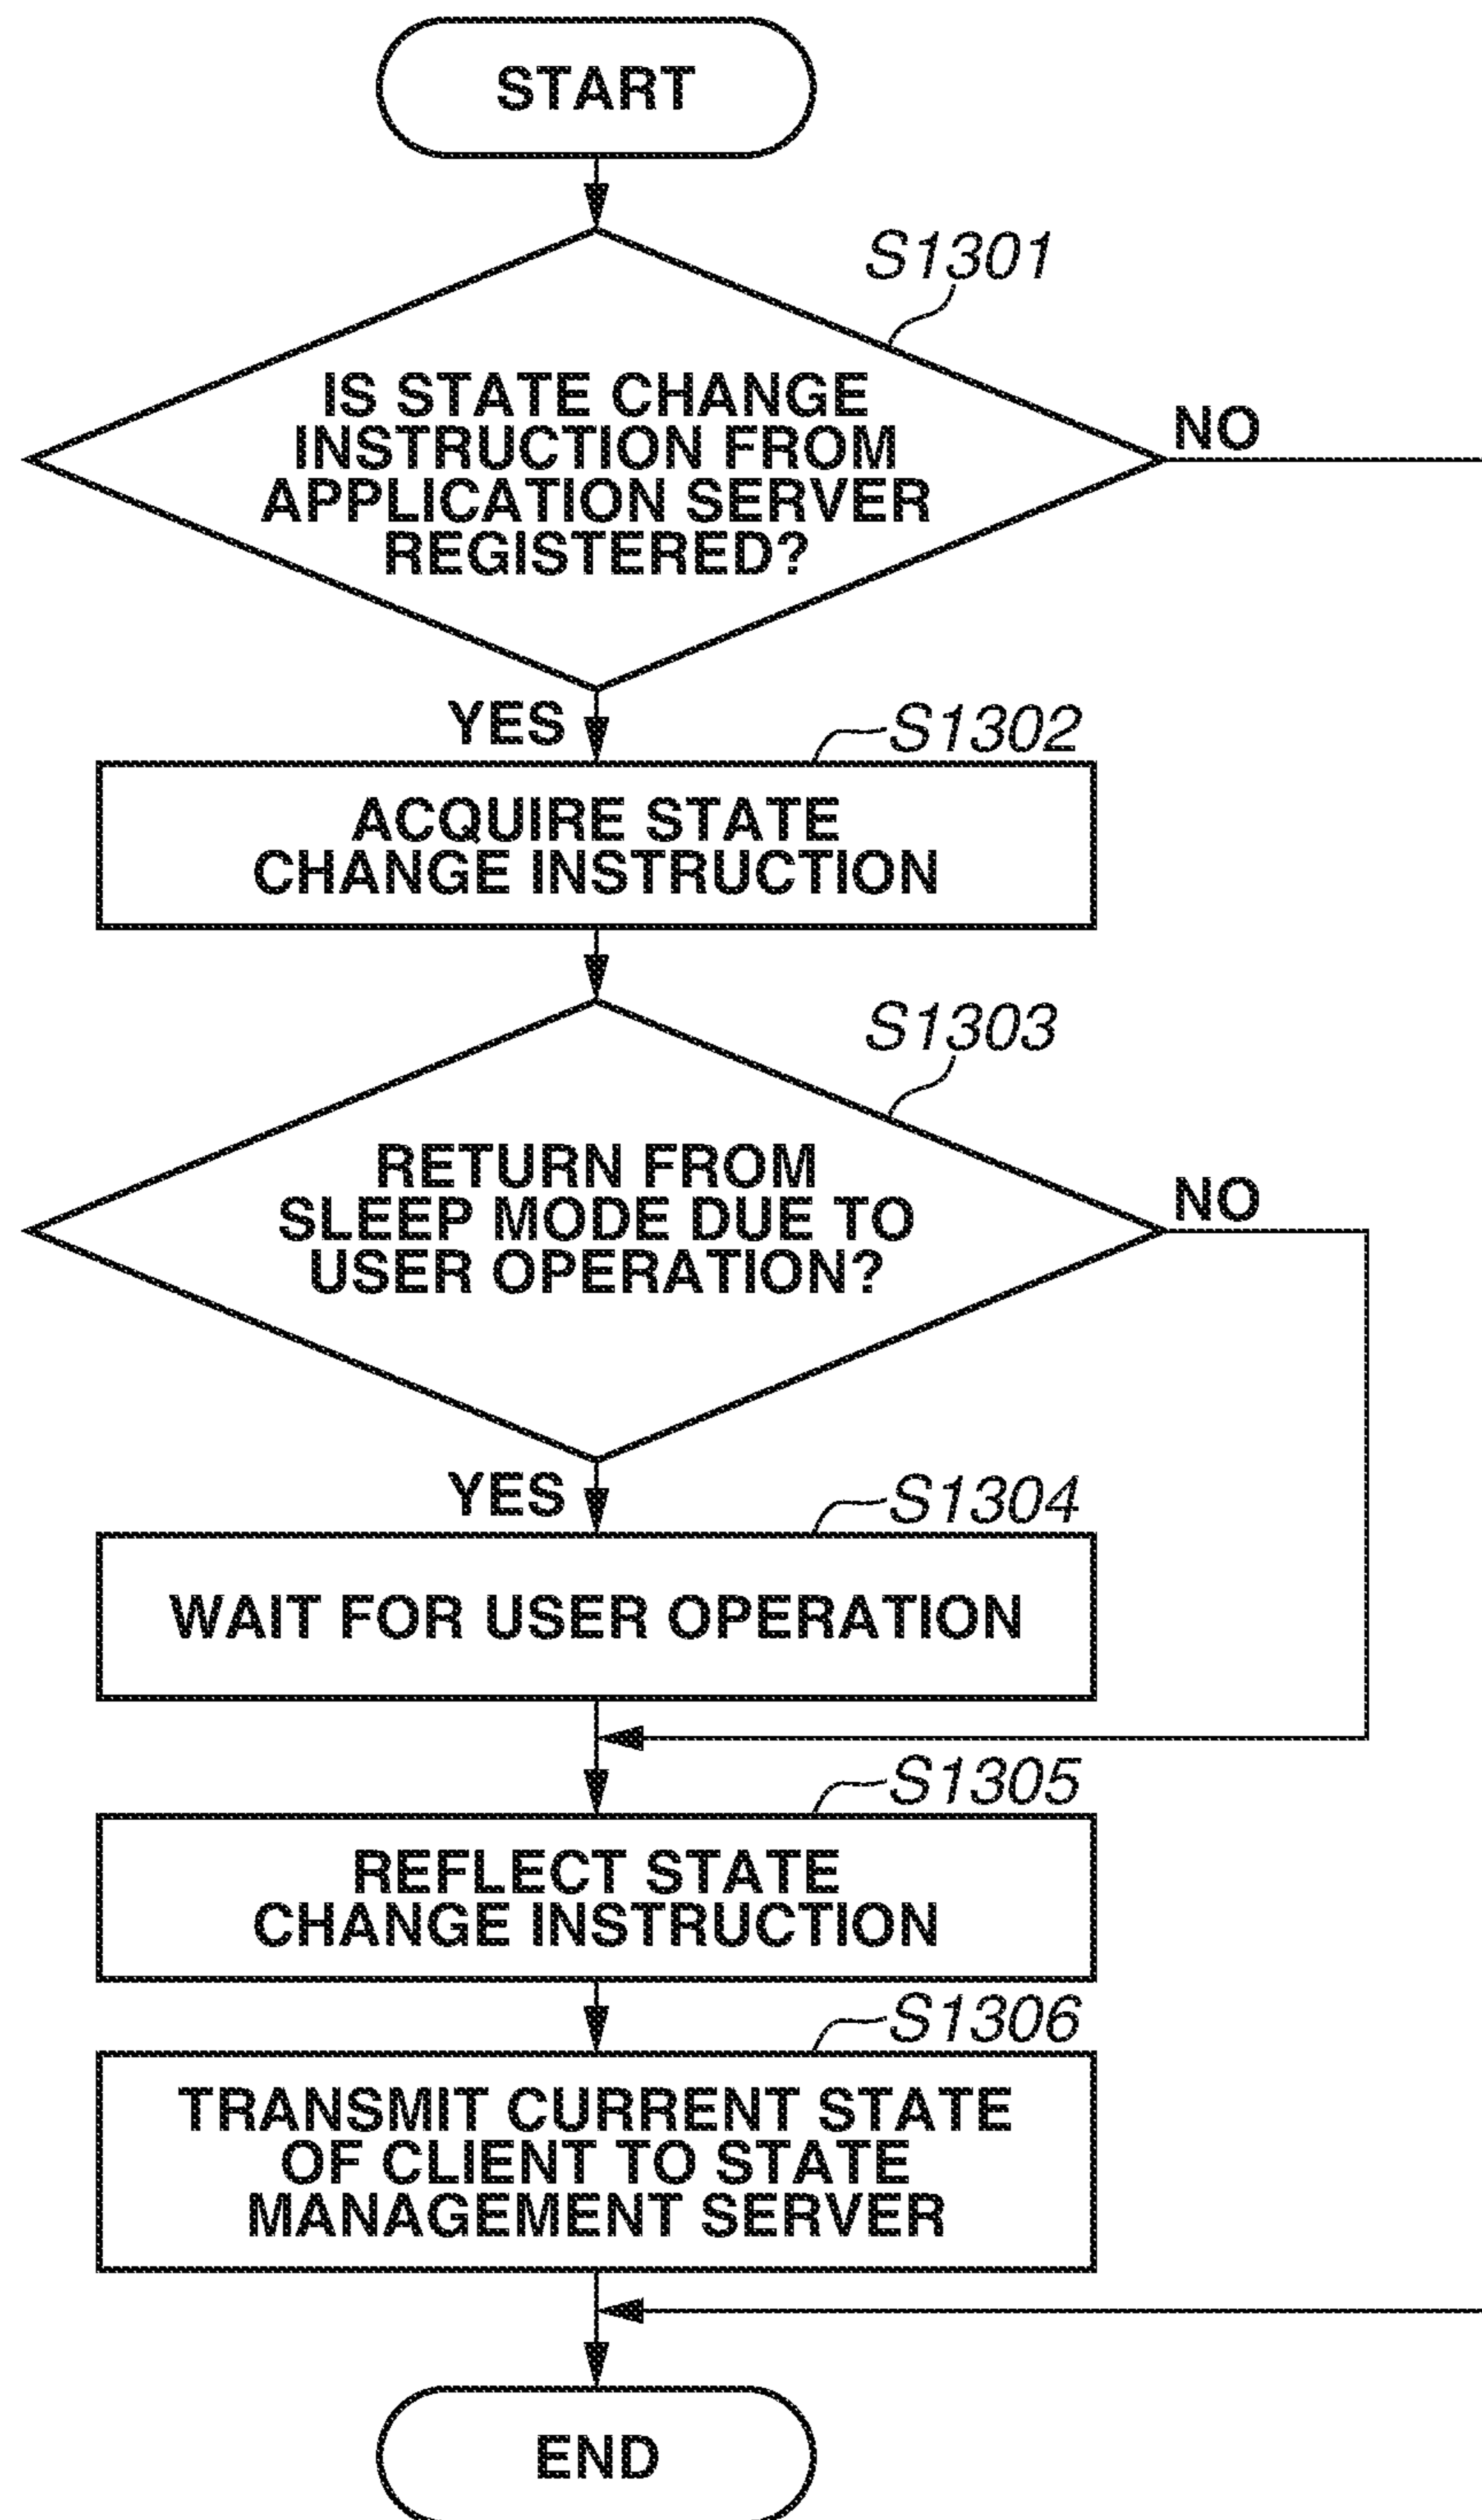 START
S1301
IS STATE CHANGE
INSTRUCTION FROM
APPLICATION SERVER
REGISTERED?
NO
YES
S1302
ACQUIRE STATE
CHANGE INSTRUCTION
S1303
RETURN FROM
SLEEP MODE DUE TO
USER OPERATION?
NO
YES
S1304
WAIT FOR USER OPERATION
S1305
REFLECT STATE
CHANGE INSTRUCTION
S1306
TRANSMIT CURRENT STATE
OF CLIENT TO STATE
MANAGEMENT SERVER
END